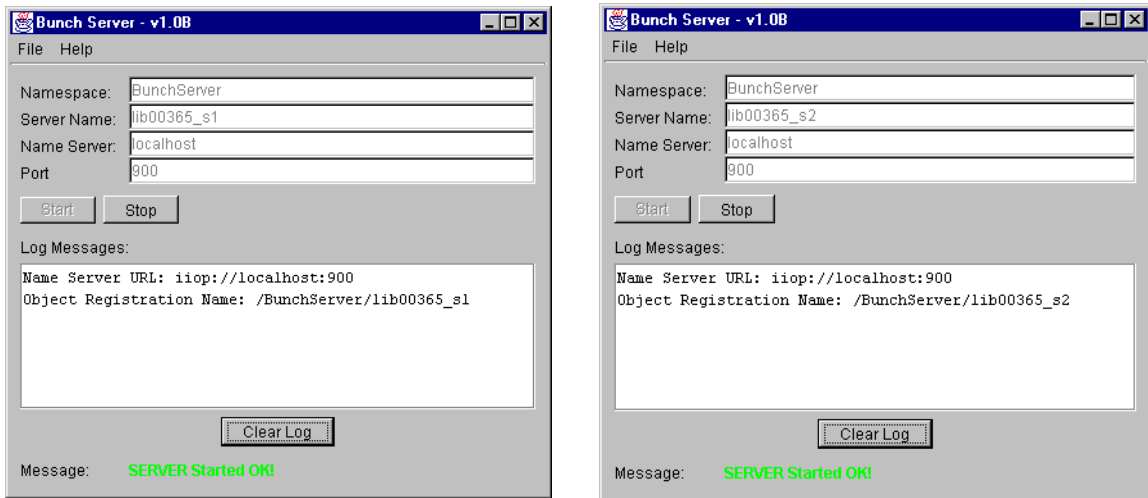 Bunch Server - v1.0B
File Help
Namespace: BunchServer
Server Name: lib00365_s1
Name Server: localhost
Port 900
Start Stop
Log Messages:
Name Server URL: iiop://localhost:900
Object Registration Name: /BunchServer/lib00365_s1
Clear Log
Message: SERVER Started OK!
Bunch Server - v1.0B
File Help
Namespace: BunchServer
Server Name: lib00365_s2
Name Server: localhost
Port 900
Start Stop
Log Messages:
Name Server URL: iiop://localhost:900
Object Registration Name: /BunchServer/lib00365_s2
Clear Log
Message: SERVER Started OK!